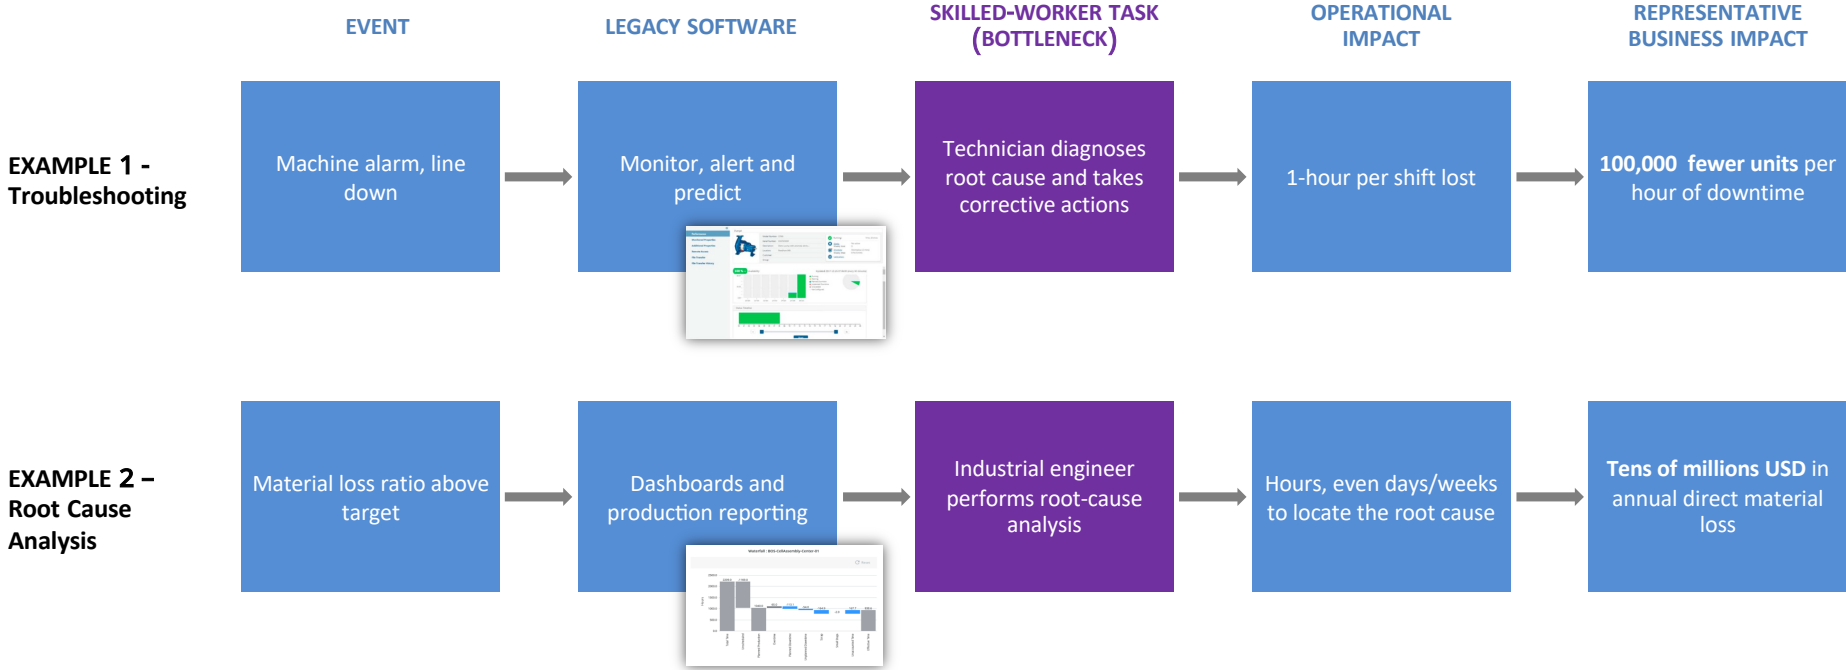 EVENT
LEGACY SOFTWARE
SKILLED-WORKER TASK
(BOTTLENECK)
OPERATIONAL
IMPACT
REPRESENTATIVE
BUSINESS IMPACT
EXAMPLE 1 -
Troubleshooting
Machine alarm, line
down
Monitor, alert and
predict
Technician diagnoses
root cause and takes
corrective actions
1-hour per shift lost
100,000 fewer units per
hour of downtime
EXAMPLE 2 –
Root Cause
Analysis
Material loss ratio above
target
Dashboards and
production reporting
Industrial engineer
performs root-cause
analysis
Hours, even days/weeks
to locate the root cause
Tens of millions USD in
annual direct material
loss